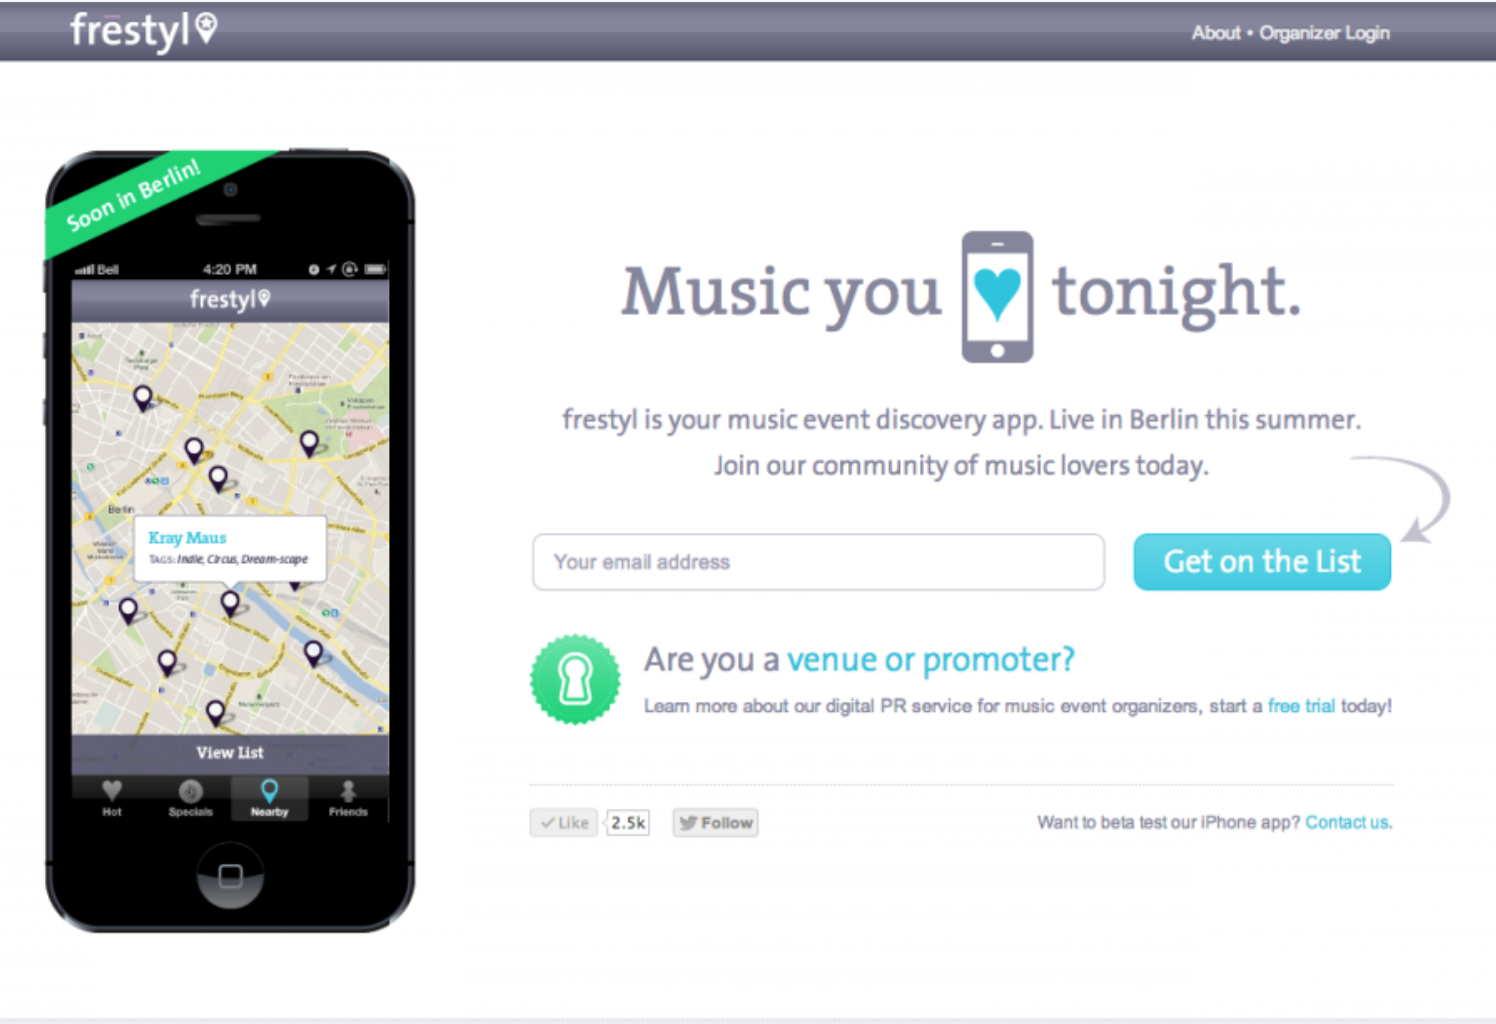 frēstyl
About • Organizer Login
Soon in Berlin!
Bell
4:20 PM
frestyl
Berlin
Kray Maus
TAGS: Indie, Circus, Dream-scape
View List
Hot
Specials
Nearby
Friends
Music you tonight.
frestyl is your music event discovery app. Live in Berlin this summer.
Join our community of music lovers today.
Your email address
Get on the List
Are you a venue or promoter?
Learn more about our digital PR service for music event organizers, start a free trial today!
Like
2.5k
Follow
Want to beta test our iPhone app? Contact us.